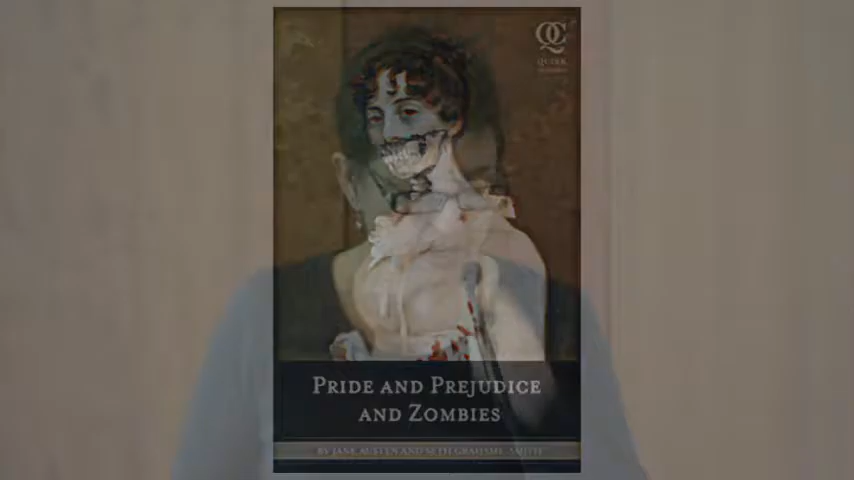 QC
QUIRK
PRIDE AND PREJUDICE
AND ZOMBIES
BY JANE AUSTEN AND SETH GRAHAME-SMITH